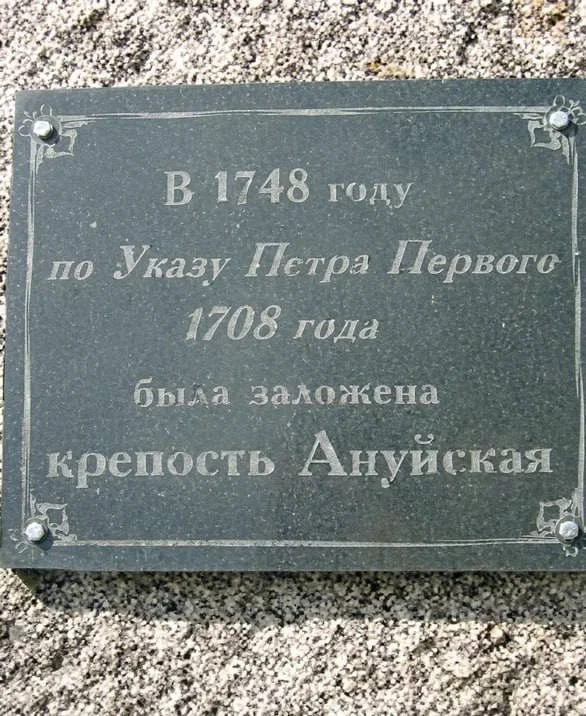 В 1748 году
по Указу Петра Первого
1708 года
была заложена
крепость Ануйская